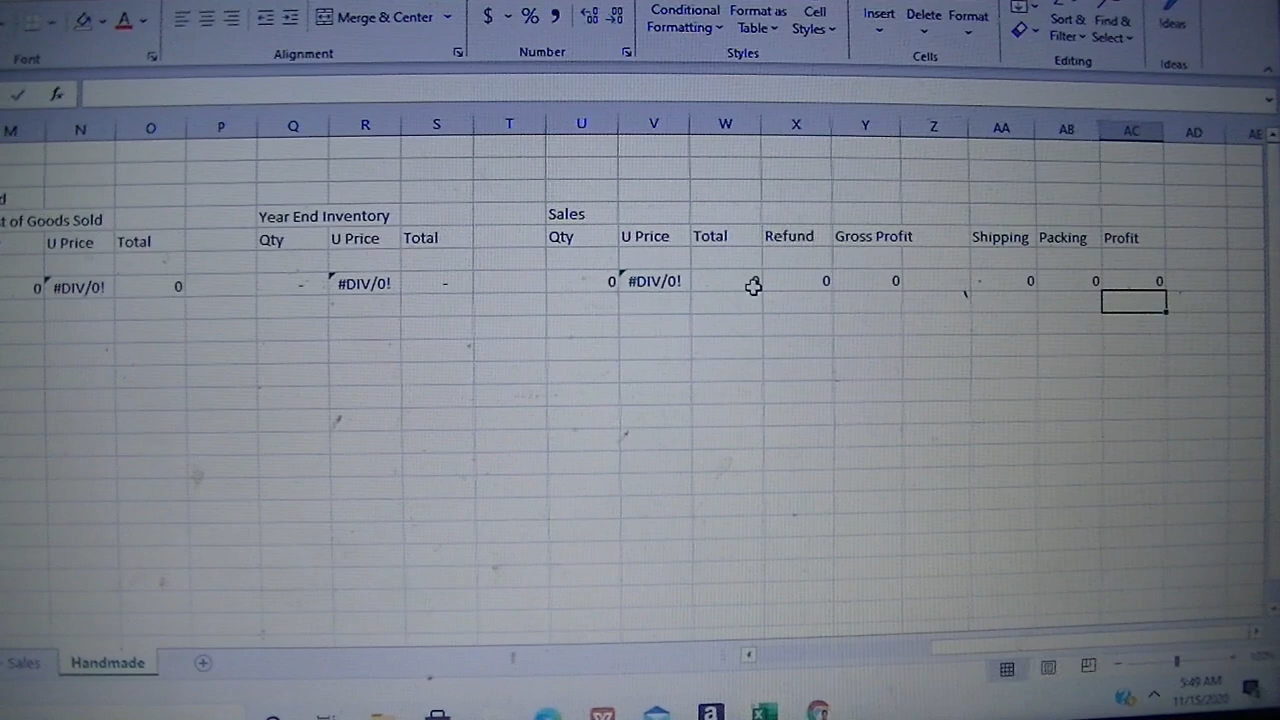 Merge & Center
$ % ,
Conditional Formatting
Format as Table
Cell Styles
Insert Delete Format
Sort & Filter
Find & Select
Ideas
Font
Alignment
Number
Styles
Cells
Editing
Ideas
fx
M N O P Q R S T U V W X Y Z AA AB AC AD AE
d
t of Goods Sold Year End Inventory Sales
U Price Total Qty U Price Total Qty U Price Total Refund Gross Profit Shipping Packing Profit
0 #DIV/0! 0 - #DIV/0! - 0 #DIV/0! 0 0 0 0 0
Sales Handmade
5:49 AM
11/15/2020